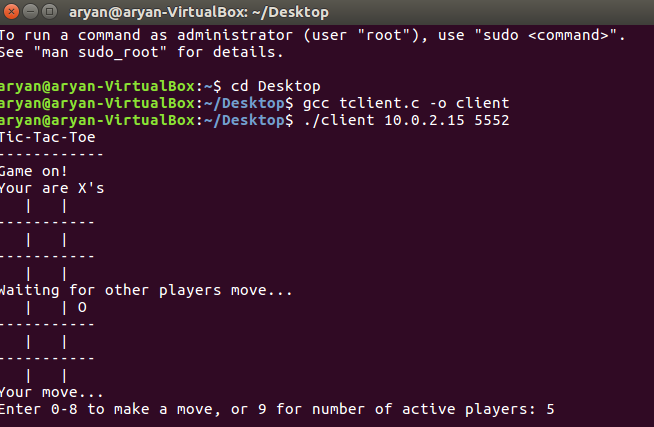 aryan@aryan-VirtualBox: ~/Desktop
To run a command as administrator (user "root"), use "sudo <command>".
See "man sudo_root" for details.
aryan@aryan-VirtualBox:~$ cd Desktop
aryan@aryan-VirtualBox:~/Desktop$ gcc tclient.c -o client
aryan@aryan-VirtualBox:~/Desktop$ ./client 10.0.2.15 5552
Tic-Tac-Toe
------------
Game on!
Your are X's
   |   |
-----------
   |   |
-----------
   |   |
Waiting for other players move...
   |   | O
-----------
   |   |
-----------
   |   |
Your move...
Enter 0-8 to make a move, or 9 for number of active players: 5